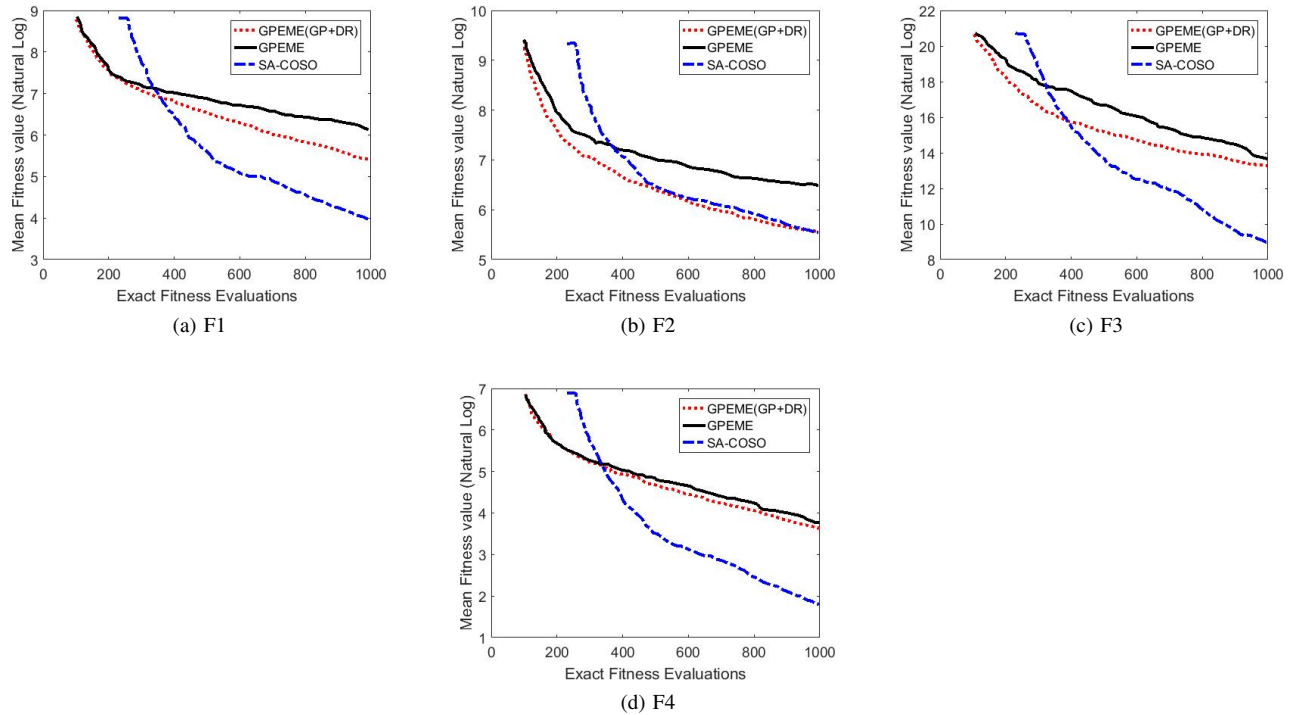 9
8
7
6
5
4
3
Mean Fitness value (Natural Log)
GPEME(GP+DR)
GPEME
SA-COSO
0 200 400 600 800 1000
Exact Fitness Evaluations
(a) F1
10
9
8
7
6
5
Mean Fitness value (Natural Log)
GPEME(GP+DR)
GPEME
SA-COSO
0 200 400 600 800 1000
Exact Fitness Evaluations
(b) F2
22
20
18
16
14
12
10
8
Mean Fitness value (Natural Log)
GPEME(GP+DR)
GPEME
SA-COSO
0 200 400 600 800 1000
Exact Fitness Evaluations
(c) F3
7
6
5
4
3
2
1
Mean Fitness value (Natural Log)
GPEME(GP+DR)
GPEME
SA-COSO
0 200 400 600 800 1000
Exact Fitness Evaluations
(d) F4